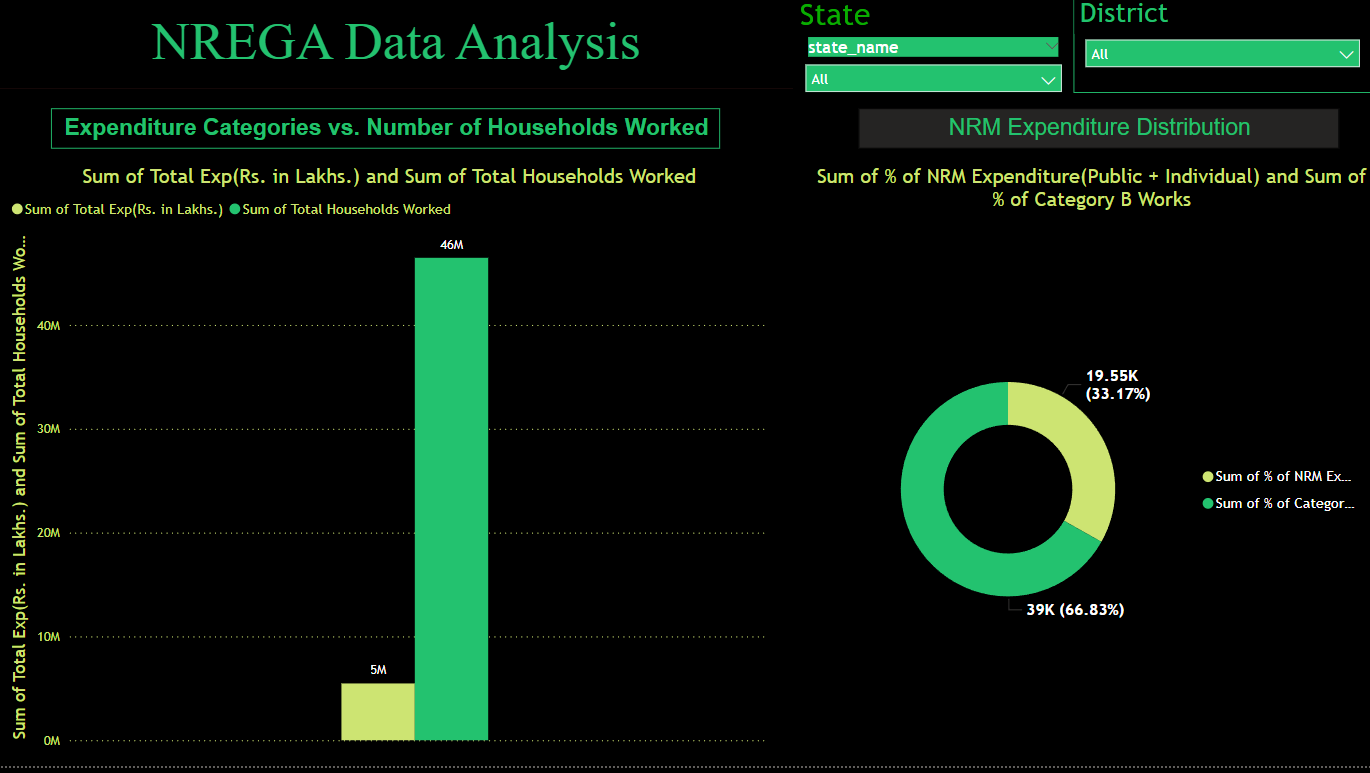 NREGA Data Analysis
State
state_name
All
District
All
Expenditure Categories vs. Number of Households Worked
NRM Expenditure Distribution
Sum of Total Exp(Rs. in Lakhs.) and Sum of Total Households Worked
Sum of Total Exp(Rs. in Lakhs.) Sum of Total Households Worked
Sum of Total Exp(Rs. in Lakhs.) and Sum of Total Households Wo...
46M
40M
30M
20M
10M
5M
0M
Sum of % of NRM Expenditure(Public + Individual) and Sum of
% of Category B Works
19.55K
(33.17%)
39K (66.83%)
Sum of % of NRM Ex...
Sum of % of Categor...